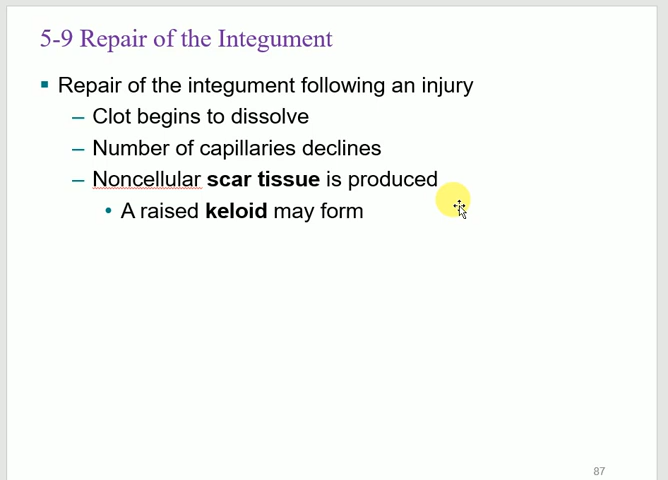 5-9 Repair of the Integument
▪ Repair of the integument following an injury
– Clot begins to dissolve
– Number of capillaries declines
– Noncellular scar tissue is produced
• A raised keloid may form
87